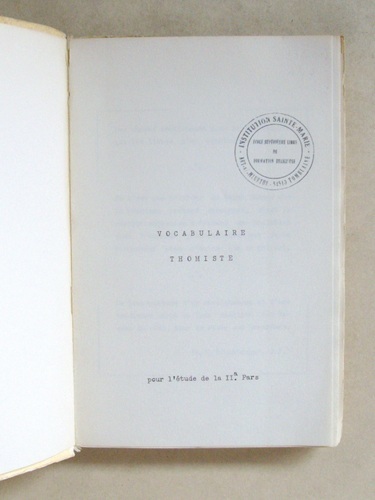 INSTITUTION SAINTE-MARIE
VOCABULAIRE
THOMISTE
pour l'étude de la IIª Pars